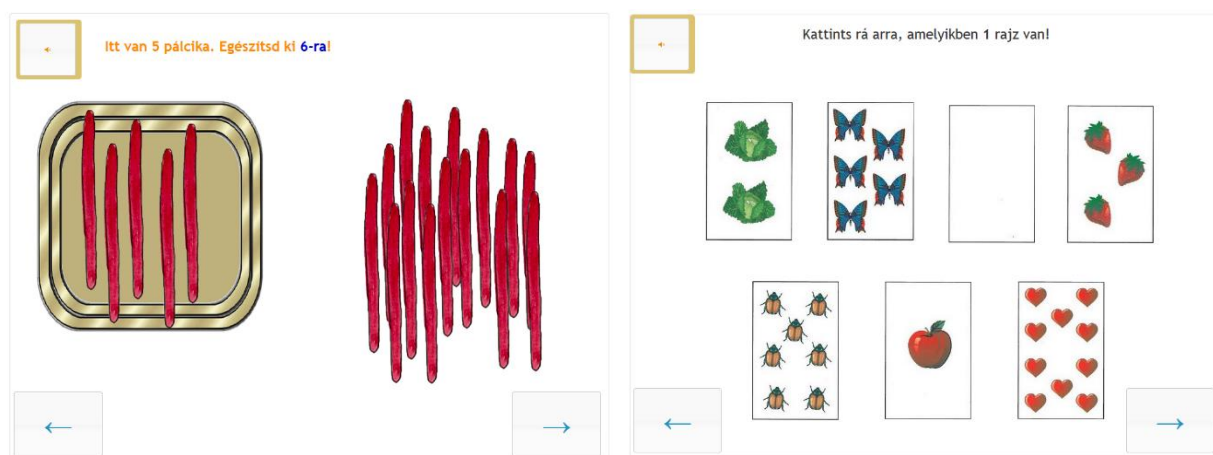 Itt van 5 pálcika. Egészítsd ki 6-ra!
Kattints rá arra, amelyikben 1 rajz van!